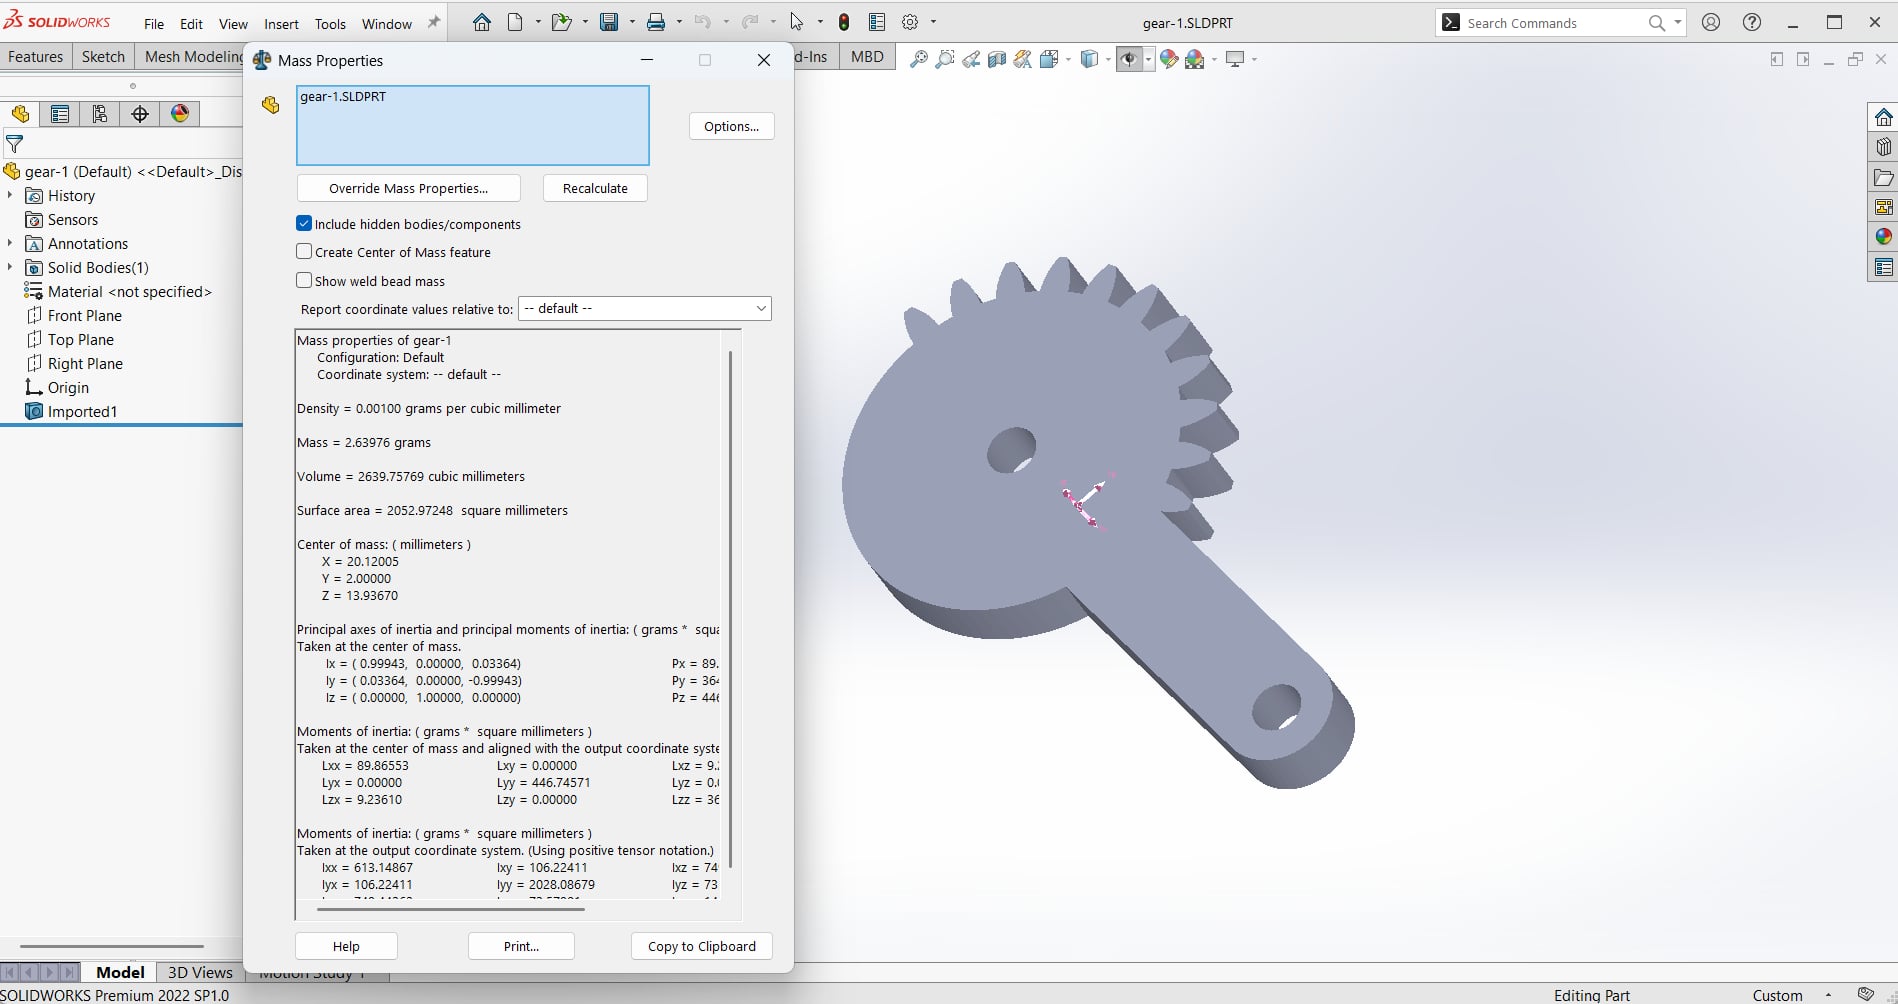 SOLIDWORKS
File Edit View Insert Tools Window
gear-1.SLDPRT
Search Commands
Features Sketch Mesh Modeling
d-Ins MBD
Mass Properties
gear-1.SLDPRT
Options...
Override Mass Properties... Recalculate
Include hidden bodies/components
Create Center of Mass feature
Show weld bead mass
Report coordinate values relative to: -- default --
gear-1 (Default) <<Default>_Dis
History
Sensors
Annotations
Solid Bodies(1)
Material <not specified>
Front Plane
Top Plane
Right Plane
Origin
Imported1
Mass properties of gear-1
Configuration: Default
Coordinate system: -- default --
Density = 0.00100 grams per cubic millimeter
Mass = 2.63976 grams
Volume = 2639.75769 cubic millimeters
Surface area = 2052.97248 square millimeters
Center of mass: ( millimeters )
X = 20.12005
Y = 2.00000
Z = 13.93670
Principal axes of inertia and principal moments of inertia: ( grams * squa
Taken at the center of mass.
Ix = ( 0.99943, 0.00000, 0.03364) Px = 89.
Iy = ( 0.03364, 0.00000, -0.99943) Py = 364
Iz = ( 0.00000, 1.00000, 0.00000) Pz = 446
Moments of inertia: ( grams * square millimeters )
Taken at the center of mass and aligned with the output coordinate syste
Lxx = 89.86553 Lxy = 0.00000 Lxz = 9.2
Lyx = 0.00000 Lyy = 446.74571 Lyz = 0.0
Lzx = 9.23610 Lzy = 0.00000 Lzz = 36
Moments of inertia: ( grams * square millimeters )
Taken at the output coordinate system. (Using positive tensor notation.)
Ixx = 613.14867 Ixy = 106.22411 Ixz = 74
Iyx = 106.22411 Iyy = 2028.08679 Iyz = 73
Help Print... Copy to Clipboard
Model 3D Views Motion Study 1
SOLIDWORKS Premium 2022 SP1.0
Editing Part Custom